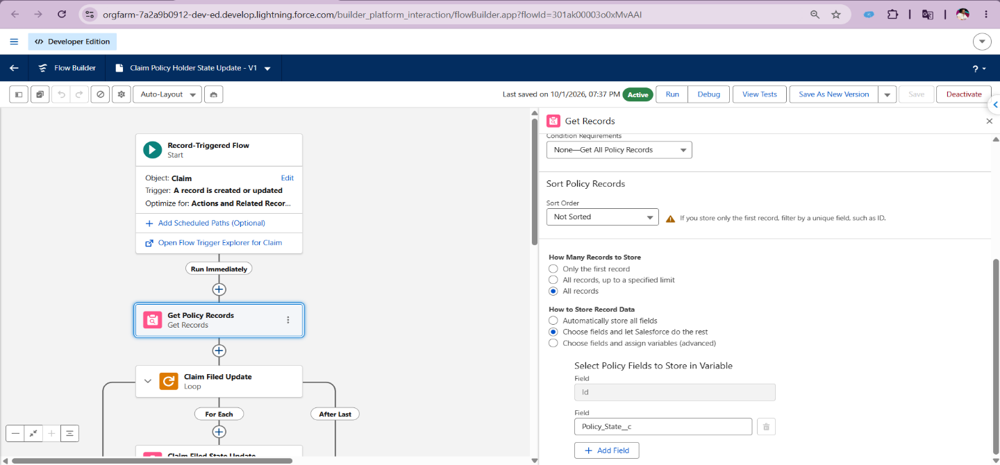 orgfarm-7a2a9b0912-dev-ed.develop.lightning.force.com/builder_platform_interaction/flowBuilder.app?flowId=301ak00003o0xMvAAI
Developer Edition
Flow Builder
Claim Policy Holder State Update - V1
?
Auto-Layout
Last saved on 10/1/2026, 07:37 PM
Active
Run
Debug
View Tests
Save As New Version
Save
Deactivate
Record-Triggered Flow
Start
Object: Claim
Edit
Trigger: A record is created or updated
Optimize for: Actions and Related Recor...
Add Scheduled Paths (Optional)
Open Flow Trigger Explorer for Claim
Run Immediately
Get Policy Records
Get Records
Claim Filed Update
Loop
For Each
After Last
Claim Filed State Update
Get Records
Condition Requirements
None—Get All Policy Records
Sort Policy Records
Sort Order
Not Sorted
If you store only the first record, filter by a unique field, such as ID.
How Many Records to Store
Only the first record
All records, up to a specified limit
All records
How to Store Record Data
Automatically store all fields
Choose fields and let Salesforce do the rest
Choose fields and assign variables (advanced)
Select Policy Fields to Store in Variable
Field
Id
Field
Policy_State__c
Add Field